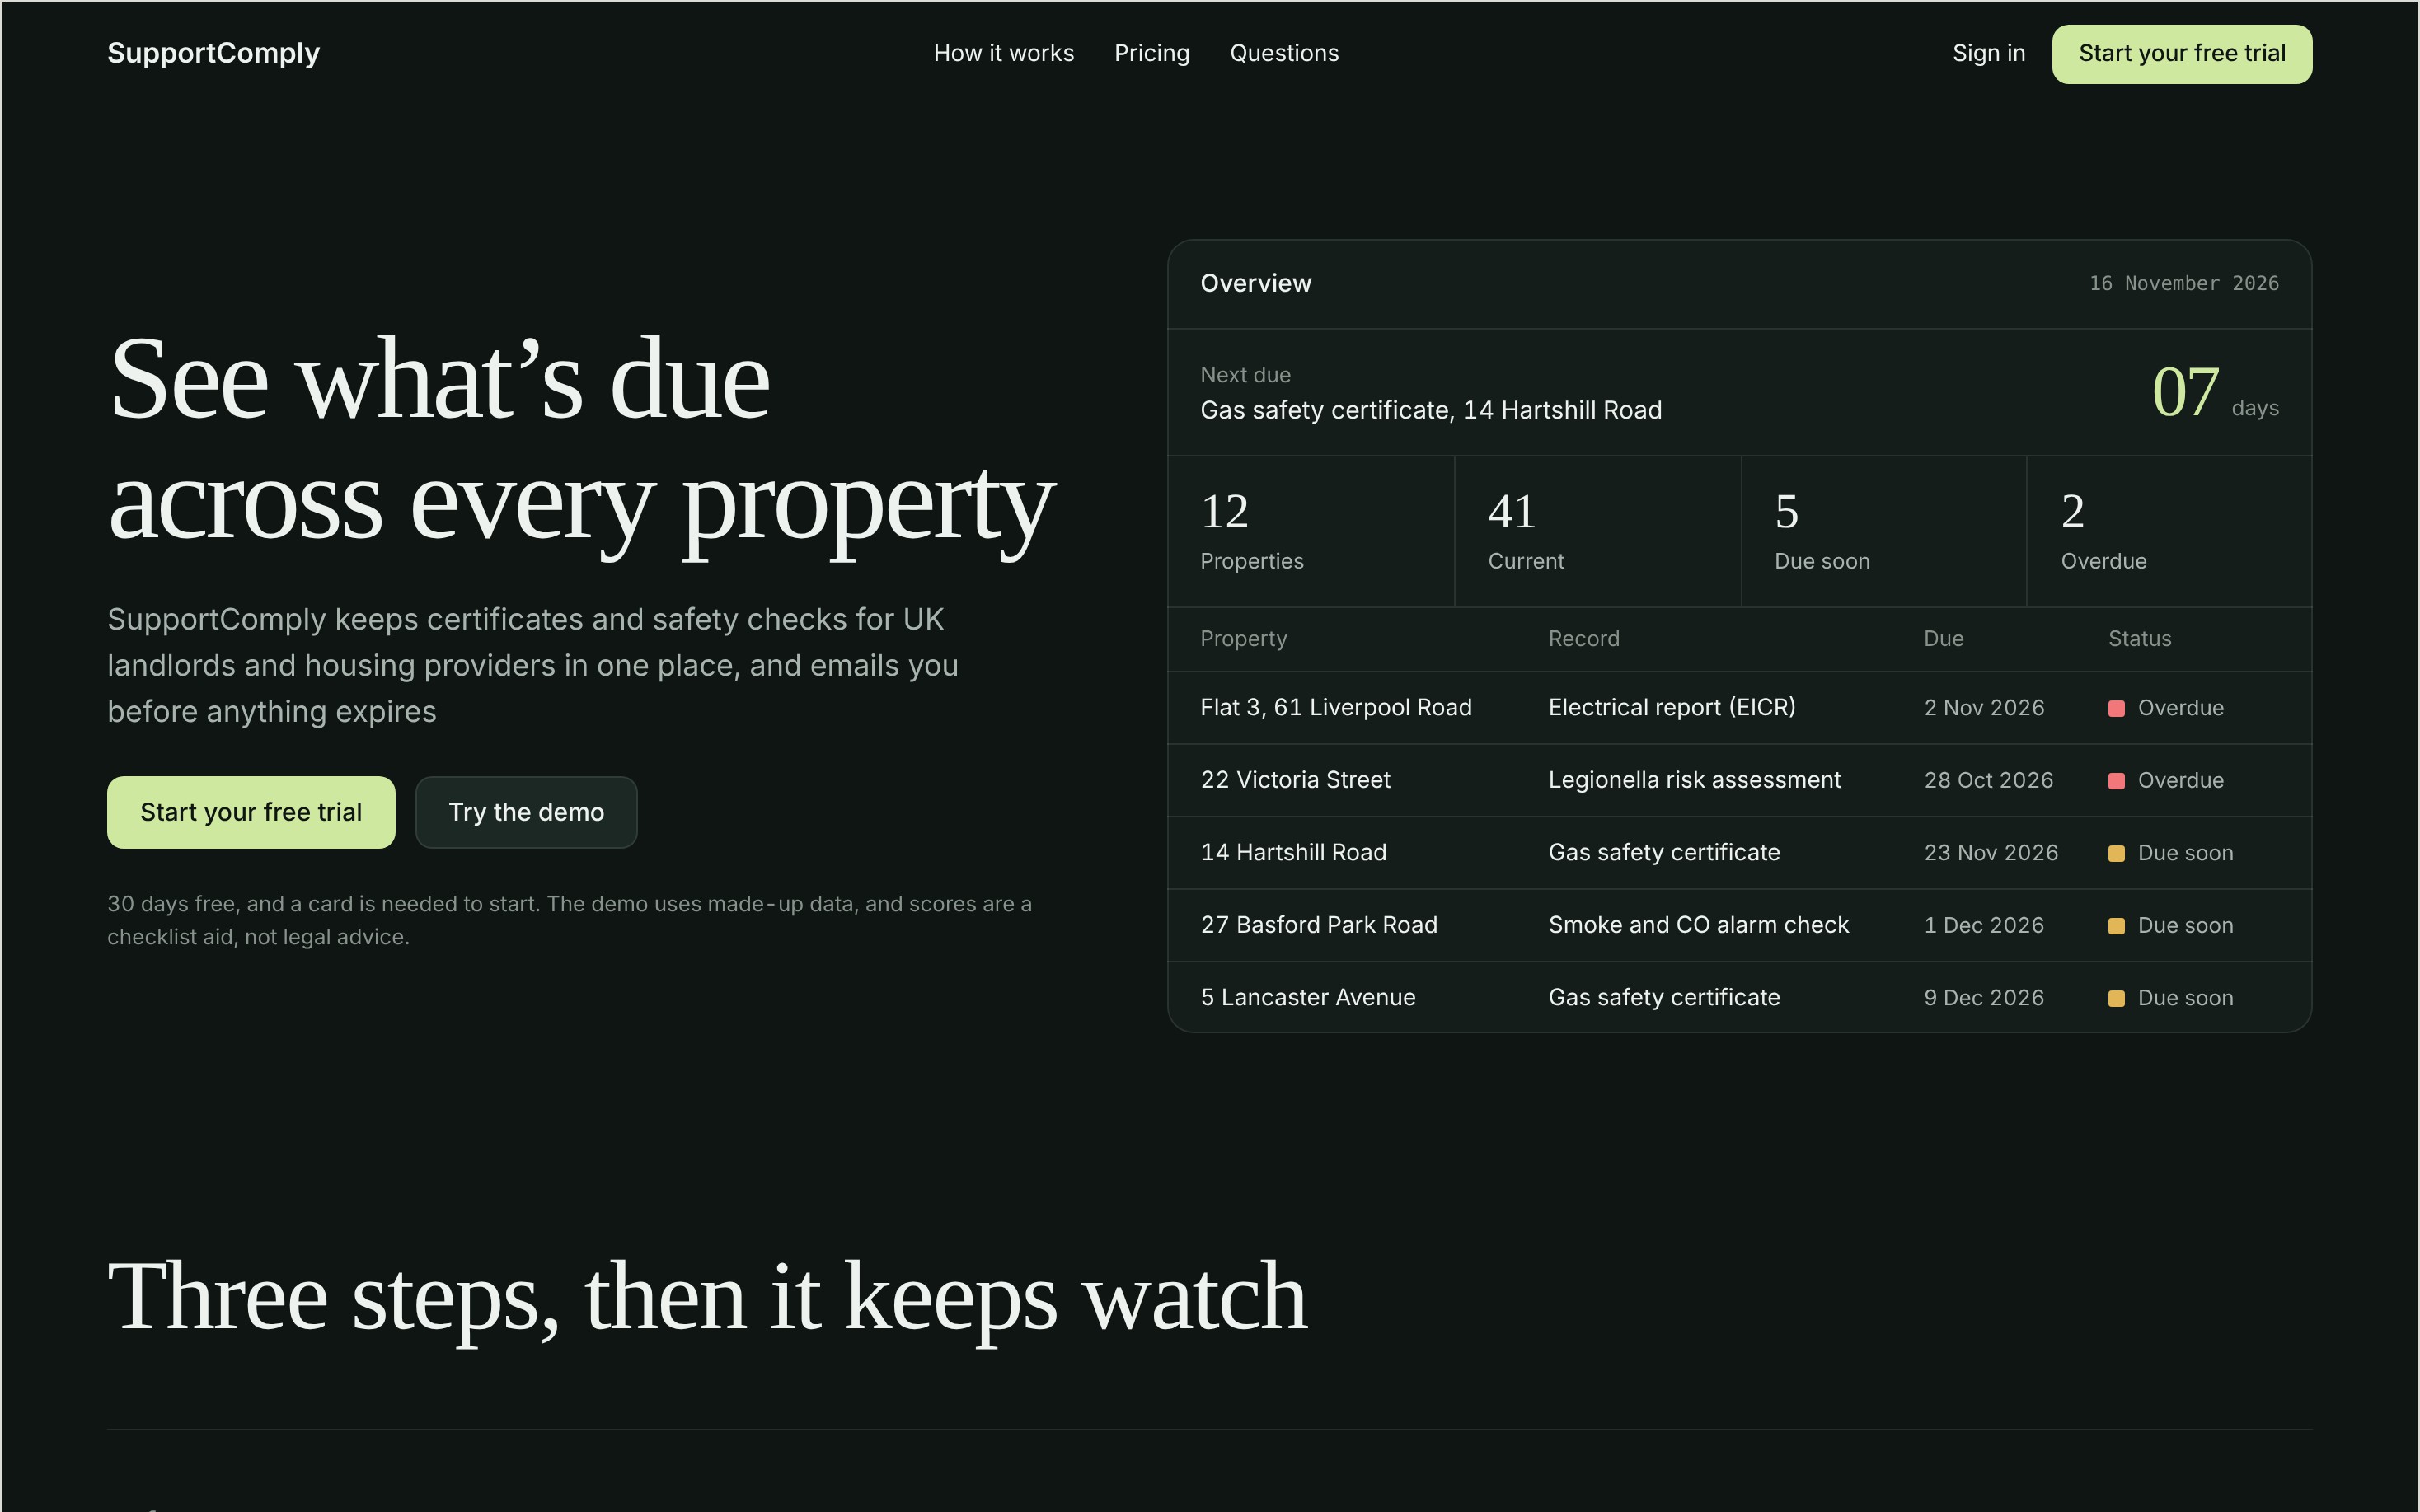 SupportComply
How it works
Pricing
Questions
Sign in
Start your free trial
See what’s due
across every property
SupportComply keeps certificates and safety checks for UK
landlords and housing providers in one place, and emails you
before anything expires
Start your free trial
Try the demo
30 days free, and a card is needed to start. The demo uses made-up data, and scores are a
checklist aid, not legal advice.
Overview
16 November 2026
Next due
Gas safety certificate, 14 Hartshill Road
07 days
12
Properties
41
Current
5
Due soon
2
Overdue
Property Record Due Status
Flat 3, 61 Liverpool Road Electrical report (EICR) 2 Nov 2026 Overdue
22 Victoria Street Legionella risk assessment 28 Oct 2026 Overdue
14 Hartshill Road Gas safety certificate 23 Nov 2026 Due soon
27 Basford Park Road Smoke and CO alarm check 1 Dec 2026 Due soon
5 Lancaster Avenue Gas safety certificate 9 Dec 2026 Due soon
Three steps, then it keeps watch